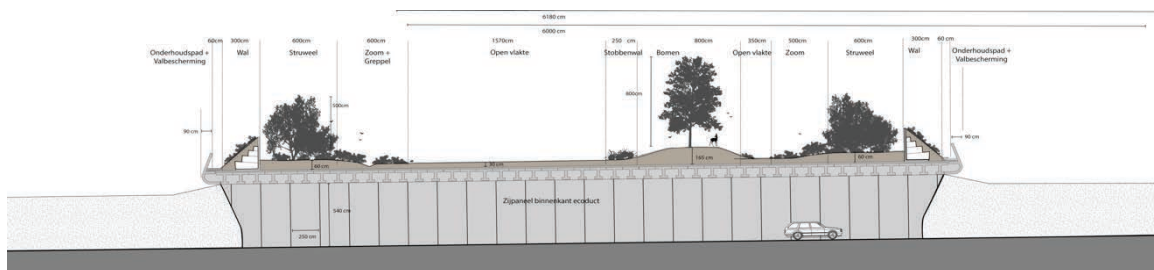 6180 cm
6000 cm
60cm 300cm 600cm 600cm 1570cm 250 cm 800cm 350cm 500cm 600cm 300cm 60 cm
Onderhoudspad + Wal Struweel Zoom + Open vlakte Stobbenwal Bomen Open vlakte Zoom Struweel Wal Onderhoudspad +
Valbescherming Greppel Valbescherming
500cm
800cm
90 cm
90 cm
60 cm
30 cm
160 cm
60 cm
Zijpaneel binnenkant ecoduct
540 cm
250 cm